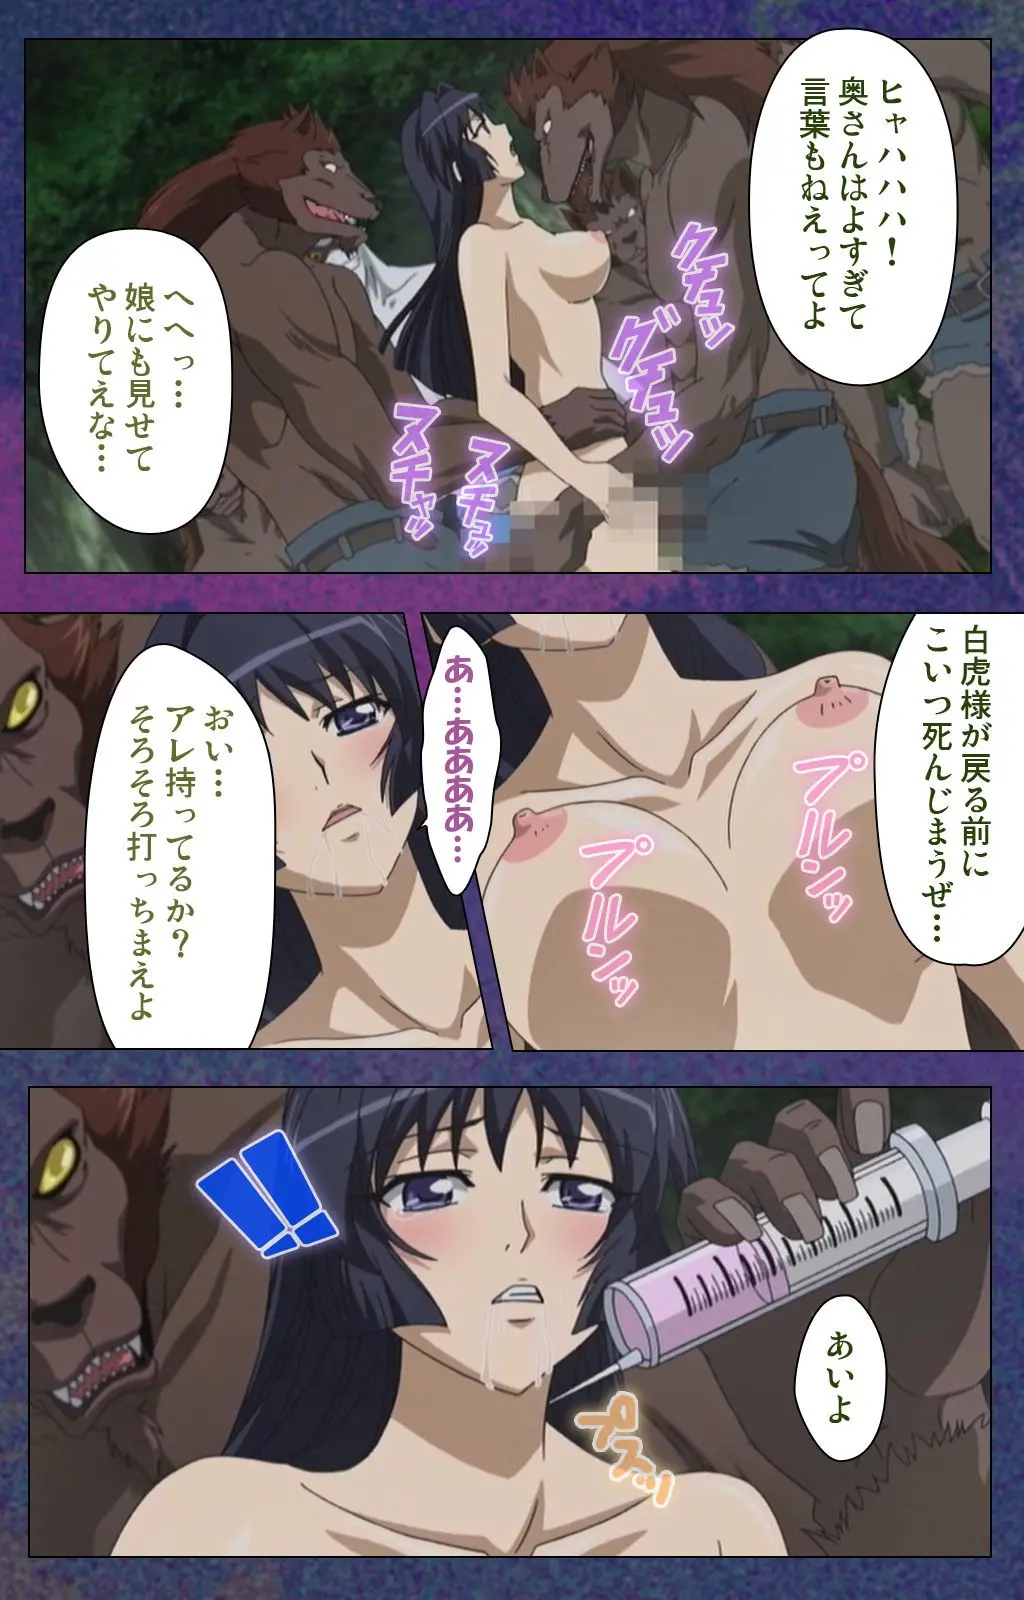 ヒャハハハ!
奥さんはよすぎて
言葉もねえってよ
へへっ…
娘にも見せて
やりてえな…
クチュッ
グチュッ
ヌチュッ
ヌチャッ
白虎様が戻る前に
こいつ死んじまうぜ…
プルンッ
プルンッ
あ…ああああ…
おい…
アレ持ってるか?
そろそろ打っちまえよ
!!
あいよ
プスッ